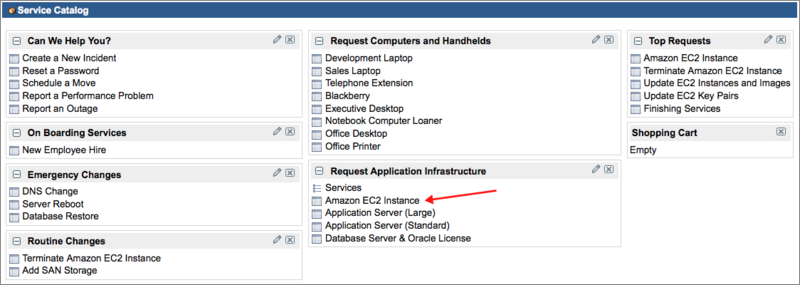 Service Catalog
Can We Help You?
Create a New Incident
Reset a Password
Schedule a Move
Report a Performance Problem
Report an Outage
On Boarding Services
New Employee Hire
Emergency Changes
DNS Change
Server Reboot
Database Restore
Routine Changes
Terminate Amazon EC2 Instance
Add SAN Storage
Request Computers and Handhelds
Development Laptop
Sales Laptop
Telephone Extension
Blackberry
Executive Desktop
Notebook Computer Loaner
Office Desktop
Office Printer
Request Application Infrastructure
Services
Amazon EC2 Instance
Application Server (Large)
Application Server (Standard)
Database Server & Oracle License
Top Requests
Amazon EC2 Instance
Terminate Amazon EC2 Instance
Update EC2 Instances and Images
Update EC2 Key Pairs
Finishing Services
Shopping Cart
Empty